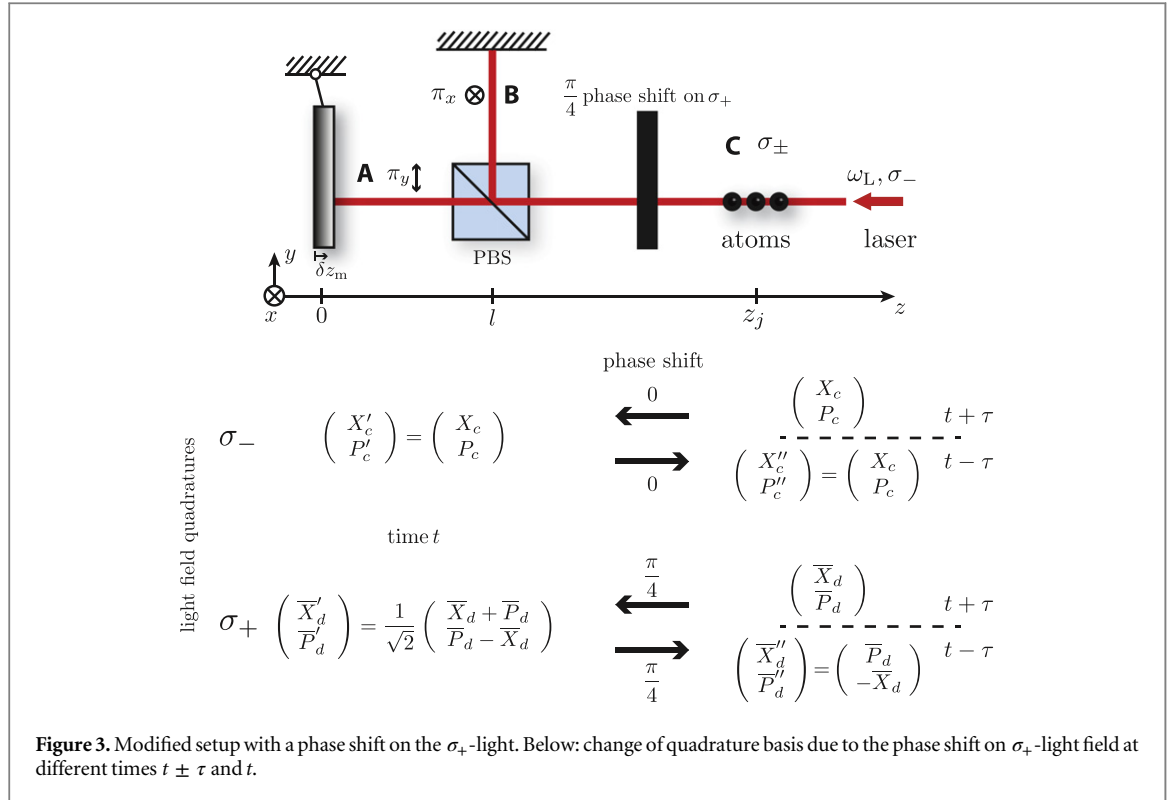 π_x ⊗ B
π/4 phase shift on σ_+
A π_y ↕
C σ_±
ω_L, σ_−
PBS
atoms
laser
y
δz_m
x
0
l
z_j
z
light field quadratures
phase shift
σ_−
( X′_c P′_c ) = ( X_c P_c )
0
( X_c P_c )
t + τ
0
( X″_c P″_c ) = ( X_c P_c )
t − τ
time t
σ_+
( X̅′_d P̅′_d ) = 1/√2 ( X̅_d + P̅_d P̅_d − X̅_d )
π/4
( X̅_d P̅_d )
t + τ
π/4
( X̅″_d P̅″_d ) = ( P̅_d −X̅_d )
t − τ
Figure 3. Modified setup with a phase shift on the σ_+-light. Below: change of quadrature basis due to the phase shift on σ_+-light field at
different times t ± τ and t.